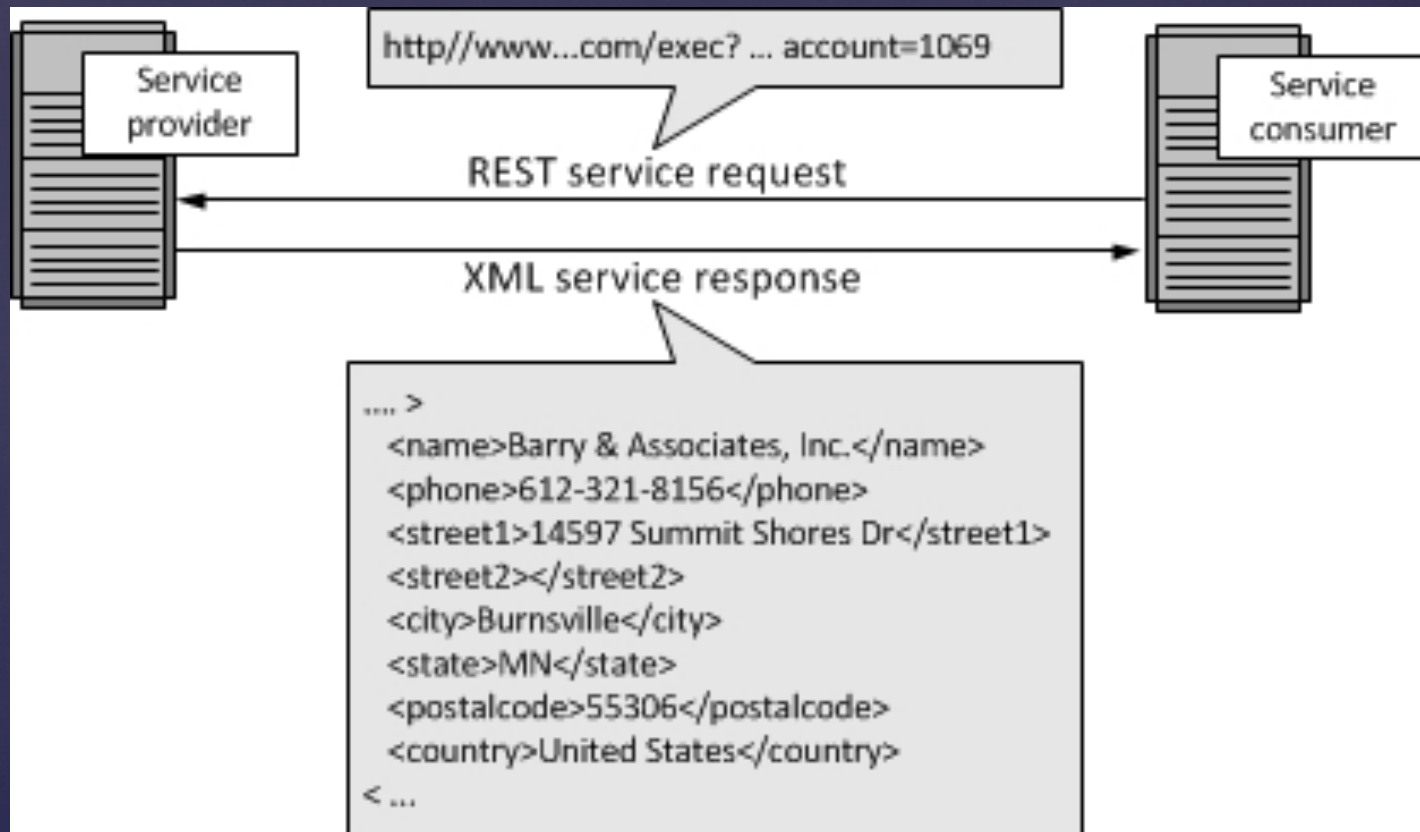 http//www...com/exec? ... account=1069
Service
provider
Service
consumer
REST service request
XML service response
.... >
<name>Barry & Associates, Inc.</name>
<phone>612-321-8156</phone>
<street1>14597 Summit Shores Dr</street1>
<street2></street2>
<city>Burnsville</city>
<state>MN</state>
<postalcode>55306</postalcode>
<country>United States</country>
< ...